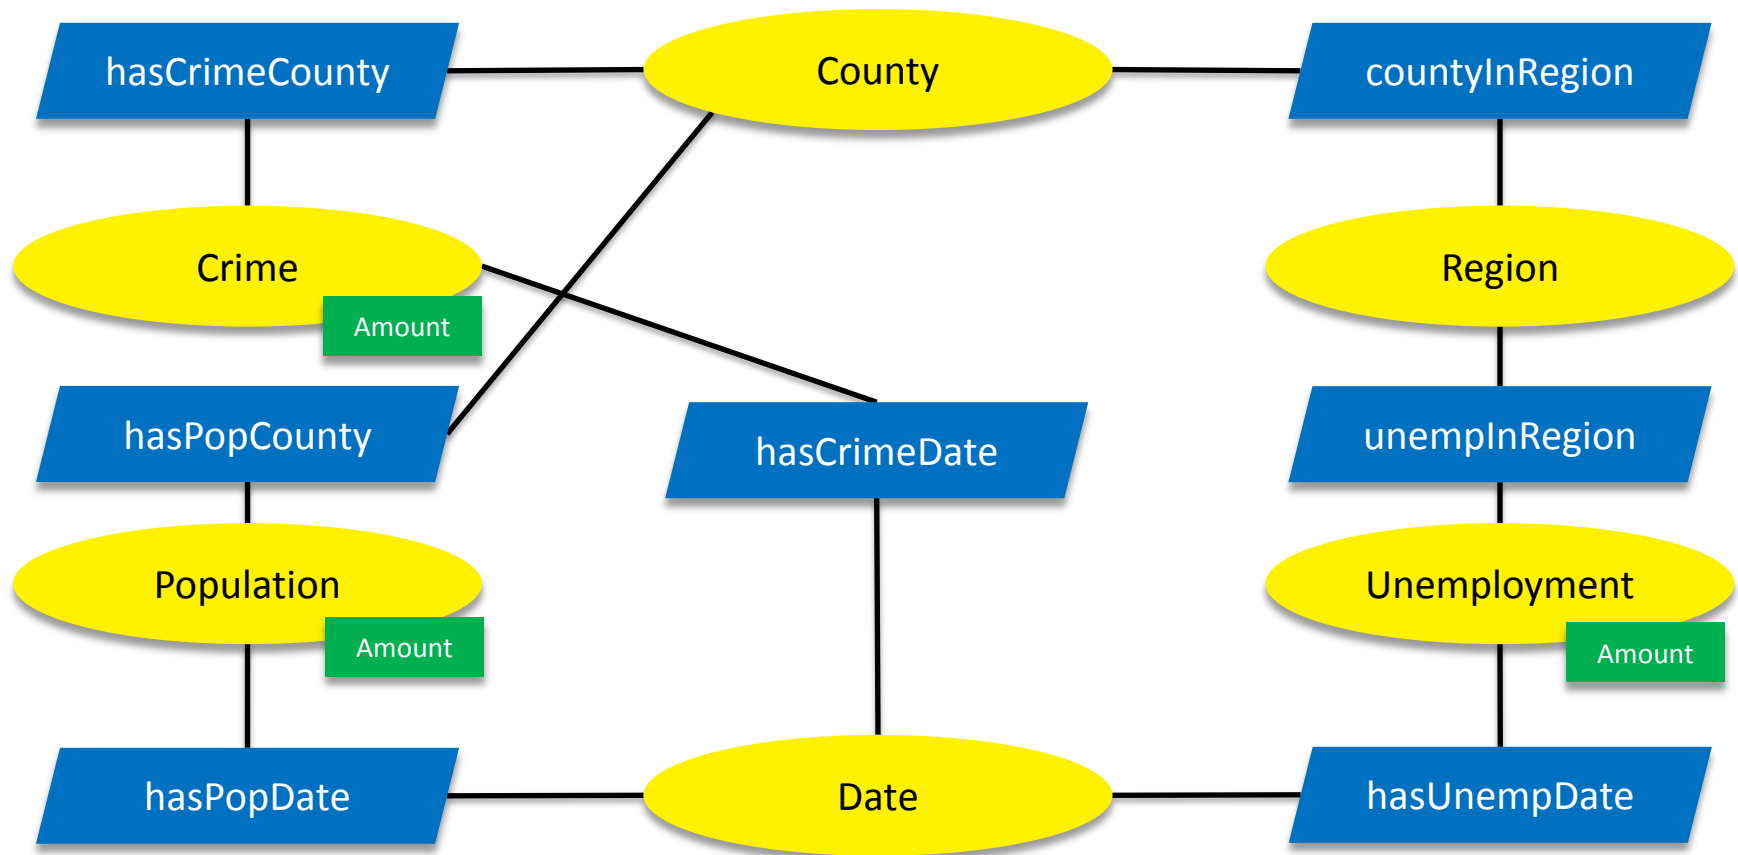 hasCrimeCounty
County
countyInRegion
Crime
Region
Amount
hasPopCounty
hasCrimeDate
unempInRegion
Population
Unemployment
Amount
Amount
hasPopDate
Date
hasUnempDate